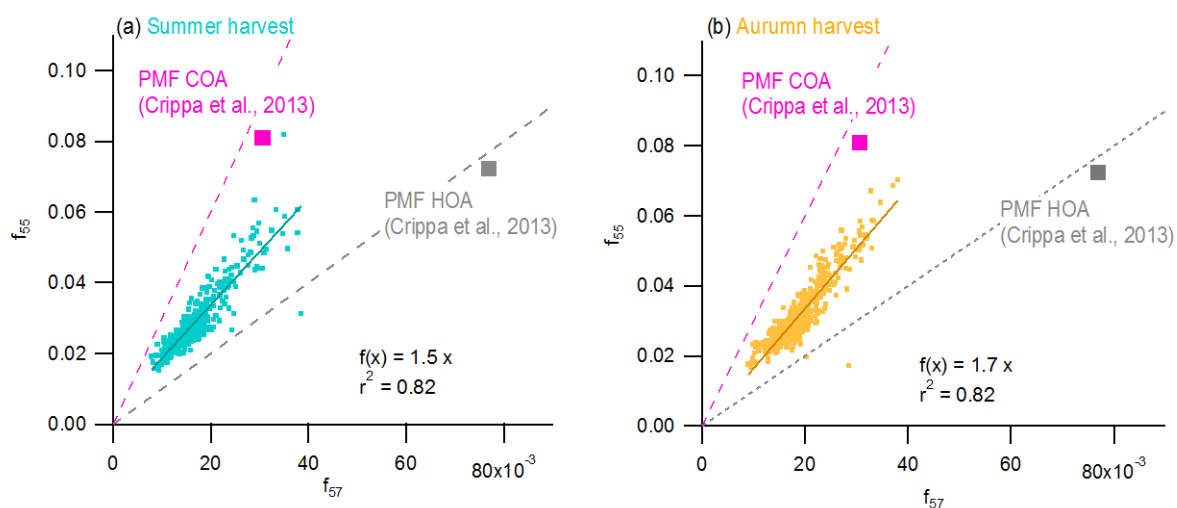 (a) Summer harvest
0.10
0.08
0.06
0.04
0.02
0.00
f55
PMF COA
(Crippa et al., 2013)
PMF HOA
(Crippa et al., 2013)
f(x) = 1.5 x
r2 = 0.82
0
20
40
60
80x10-3
f57
(b) Aurumn harvest
0.10
0.08
0.06
0.04
0.02
0.00
f55
PMF COA
(Crippa et al., 2013)
PMF HOA
(Crippa et al., 2013)
f(x) = 1.7 x
r2 = 0.82
0
20
40
60
80x10-3
f57